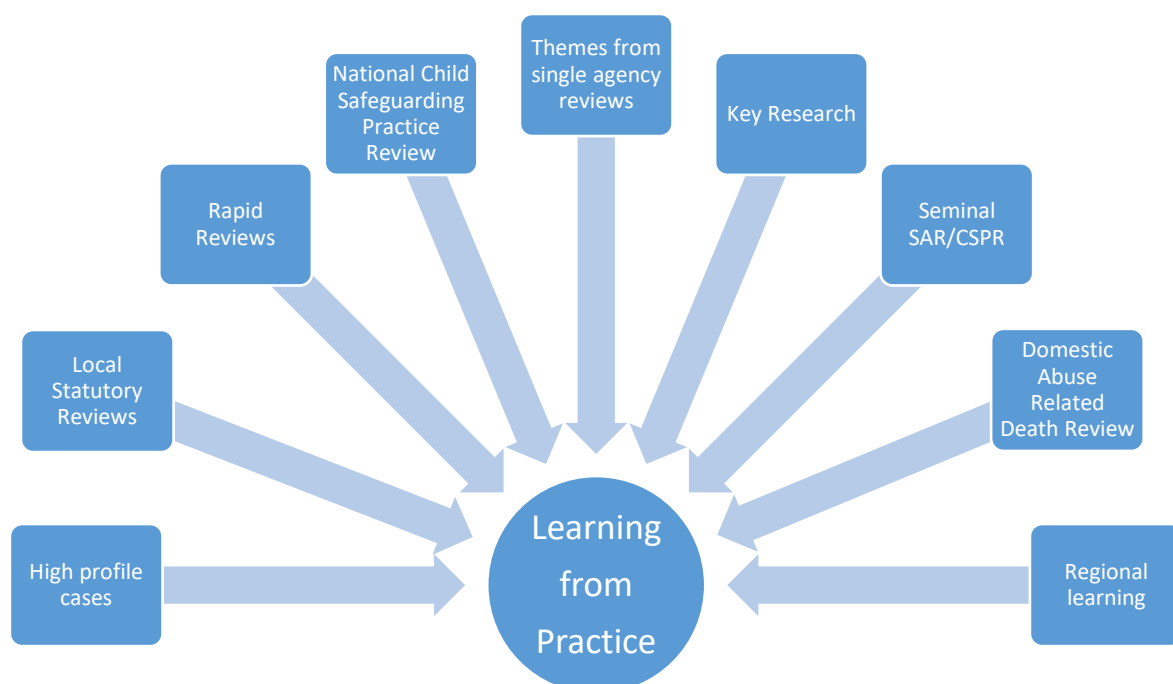 High profile
cases
Local
Statutory
Reviews
Rapid
Reviews
National Child
Safeguarding
Practice
Review
Themes from
single agency
reviews
Key Research
Seminal
SAR/CSPR
Domestic
Abuse
Related
Death Review
Regional
learning
Learning
from
Practice